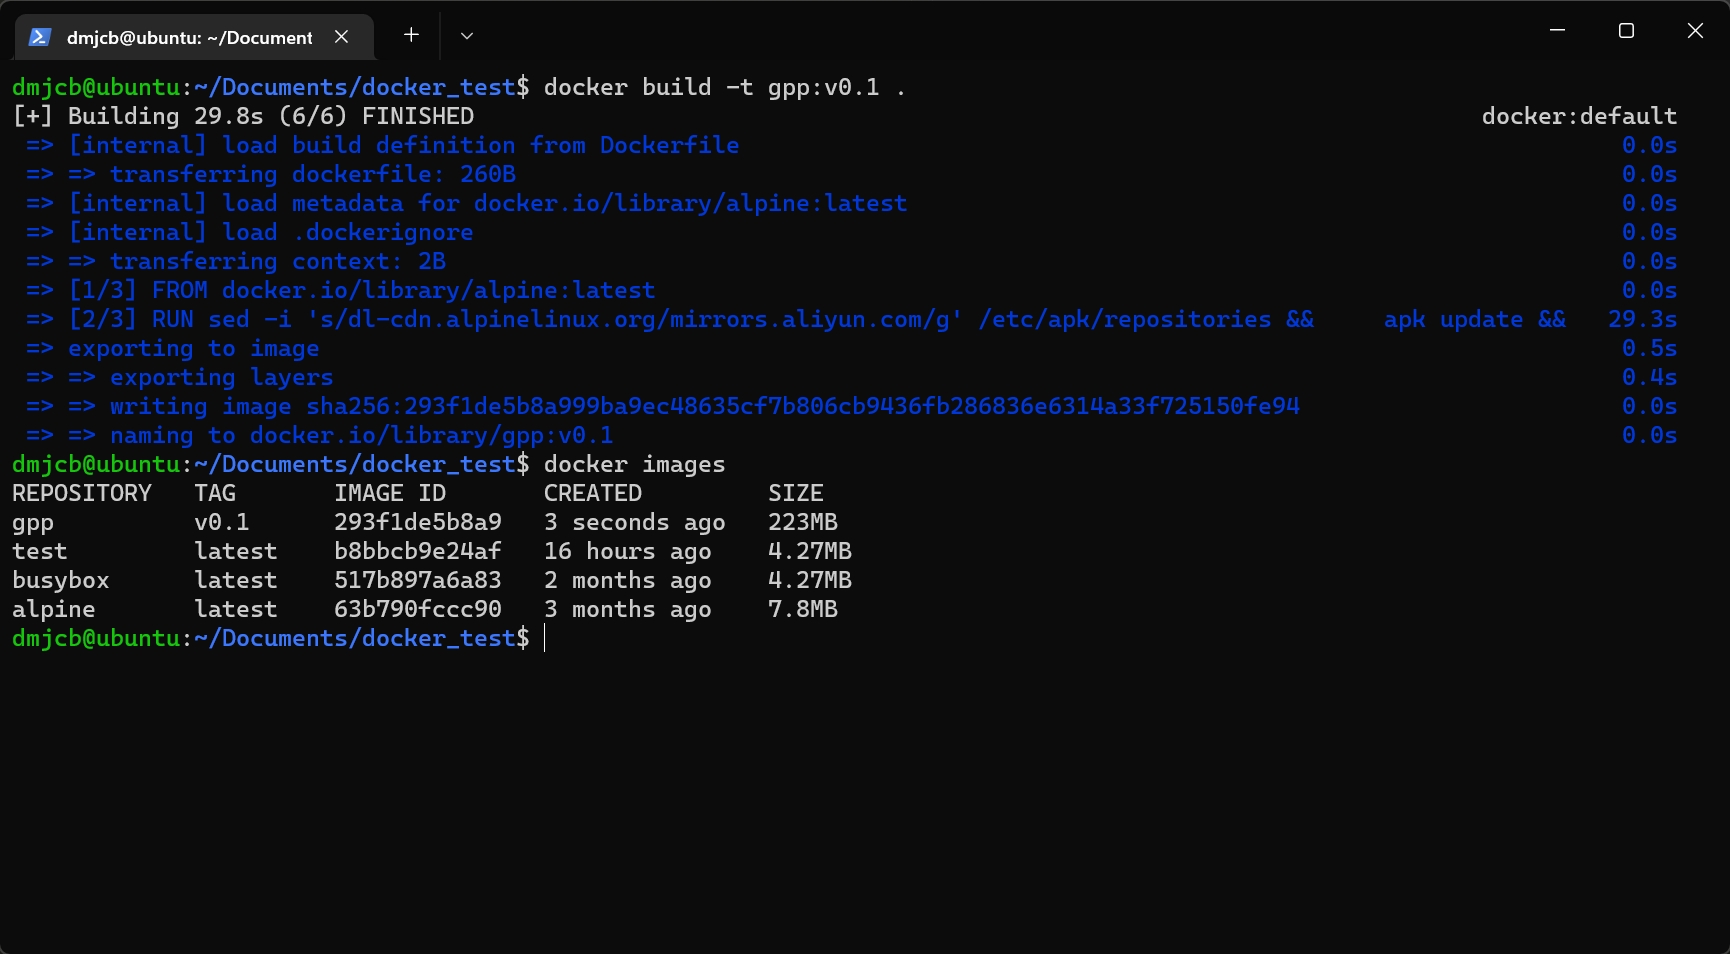 dmjcb@ubuntu: ~/Document
dmjcb@ubuntu:~/Documents/docker_test$ docker build -t gpp:v0.1 .
[+] Building 29.8s (6/6) FINISHED docker:default
=> [internal] load build definition from Dockerfile 0.0s
=> => transferring dockerfile: 260B 0.0s
=> [internal] load metadata for docker.io/library/alpine:latest 0.0s
=> [internal] load .dockerignore 0.0s
=> => transferring context: 2B 0.0s
=> [1/3] FROM docker.io/library/alpine:latest 0.0s
=> [2/3] RUN sed -i 's/dl-cdn.alpinelinux.org/mirrors.aliyun.com/g' /etc/apk/repositories && apk update && 29.3s
=> exporting to image 0.5s
=> => exporting layers 0.4s
=> => writing image sha256:293f1de5b8a999ba9ec48635cf7b806cb9436fb286836e6314a33f725150fe94 0.0s
=> => naming to docker.io/library/gpp:v0.1 0.0s
dmjcb@ubuntu:~/Documents/docker_test$ docker images
REPOSITORY TAG IMAGE ID CREATED SIZE
gpp v0.1 293f1de5b8a9 3 seconds ago 223MB
test latest b8bbcb9e24af 16 hours ago 4.27MB
busybox latest 517b897a6a83 2 months ago 4.27MB
alpine latest 63b790fccc90 3 months ago 7.8MB
dmjcb@ubuntu:~/Documents/docker_test$